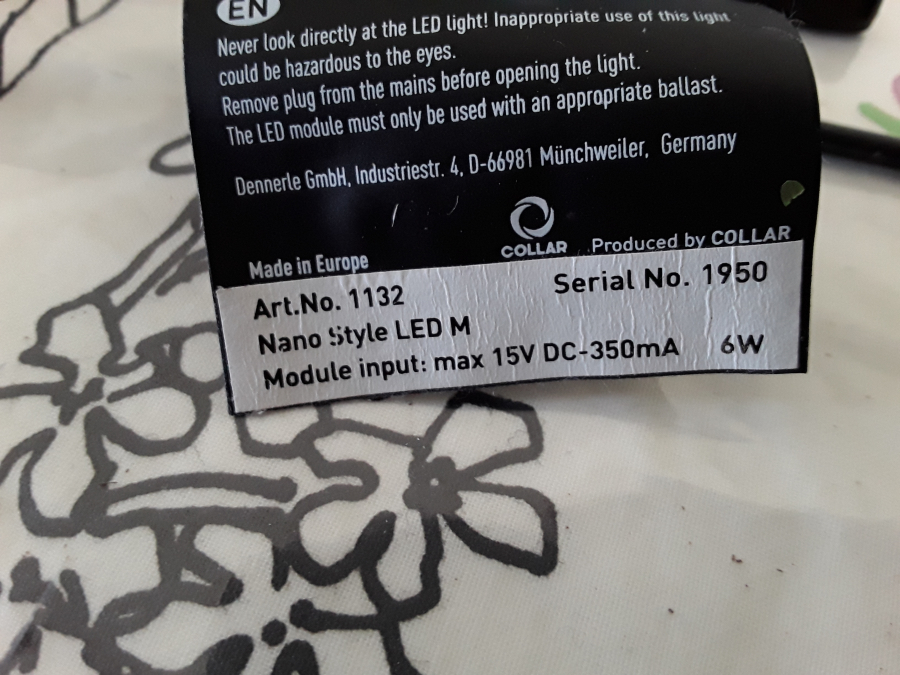 EN
Never look directly at the LED light! Inappropriate use of this light
could be hazardous to the eyes.
Remove plug from the mains before opening the light.
The LED module must only be used with an appropriate ballast.
Dennerle GmbH, Industriestr. 4, D-66981 Münchweiler, Germany
COLLAR
Made in Europe
Produced by COLLAR
Art.No. 1132
Serial No. 1950
Nano Style LED M
Module input: max 15V DC-350mA 6W